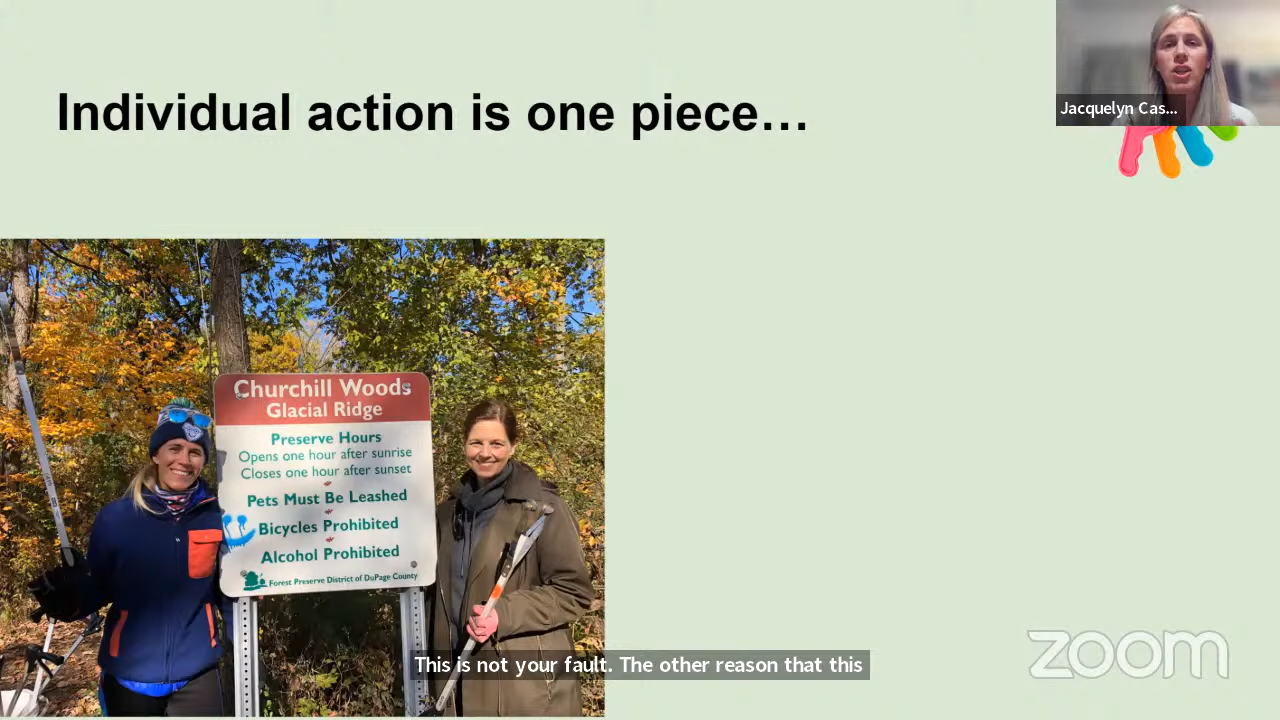 Individual action is one piece…
Jacquelyn Cas...
Churchill Woods
Glacial Ridge
Preserve Hours
Opens one hour after sunrise
Closes one hour after sunset
Pets Must Be Leashed
Bicycles Prohibited
Alcohol Prohibited
Forest Preserve District of DuPage County
This is not your fault. The other reason that this
zoom